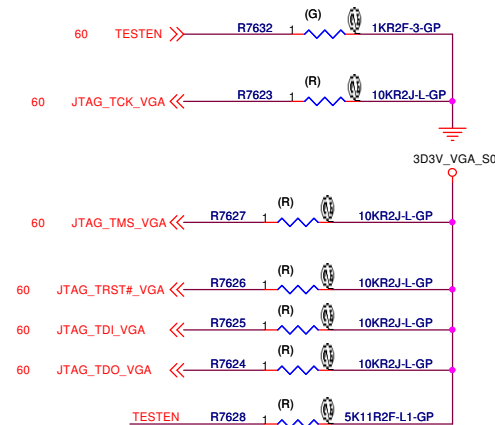 (G)
60 TESTEN R7632 1 1KR2F-3-GP
(R)
60 JTAG_TCK_VGA R7623 1 10KR2J-L-GP
3D3V_VGA_S0
(R)
60 JTAG_TMS_VGA R7627 1 10KR2J-L-GP
(R)
60 JTAG_TRST#_VGA R7626 1 10KR2J-L-GP
(R)
60 JTAG_TDI_VGA R7625 1 10KR2J-L-GP
(R)
60 JTAG_TDO_VGA R7624 1 10KR2J-L-GP
(R)
TESTEN R7628 1 5K11R2F-L1-GP